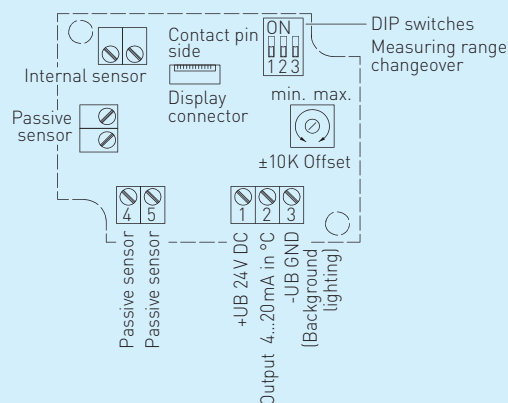 ON
1 2 3
DIP switches
Measuring range
changeover
Contact pin
side
Internal sensor
Display
connector
min. max.
Passive
sensor
±10K Offset
4 5
1 2 3
Passive sensor
Passive sensor
+UB 24V DC
Output 4...20mA in °C
-UB GND
(Background
lighting)